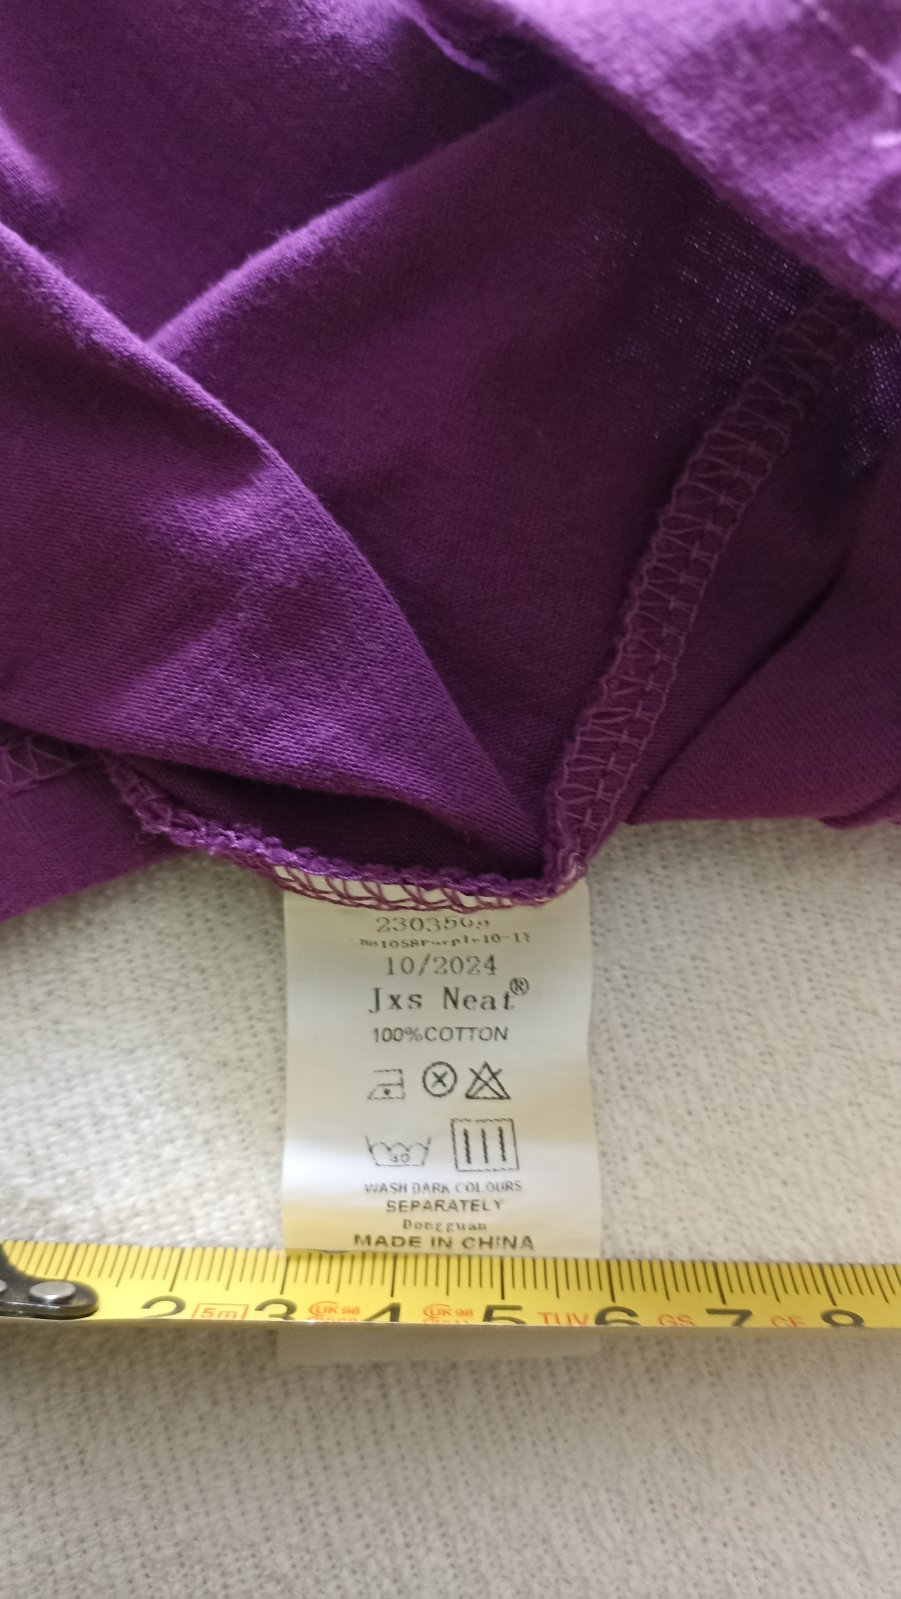 10/2024
Jxs Neat®
100%COTTON
30
WASH DARK COLOURS
SEPARATELY
Dongguan
MADE IN CHINA
2 5m 3 UK 98 4 UK 98 5 TUV 6 GS 7 CE 8